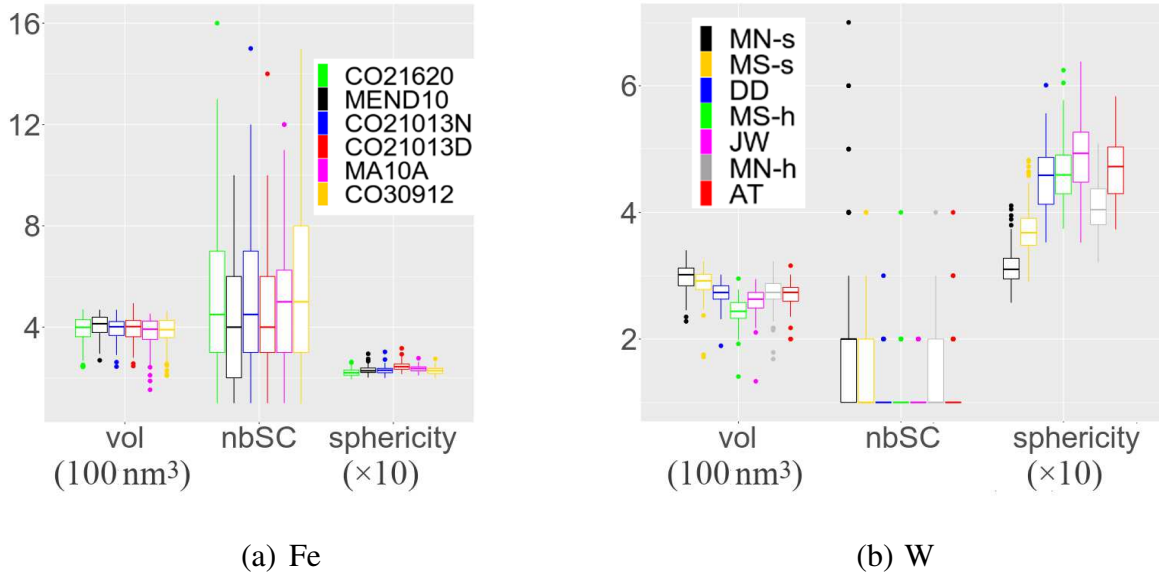 16
12
8
4
CO21620
MEND10
CO21013N
CO21013D
MA10A
CO30912
vol
nbSC
sphericity
(100 nm³)
(×10)
(a) Fe
6
4
2
MN-s
MS-s
DD
MS-h
JW
MN-h
AT
vol
nbSC
sphericity
(100 nm³)
(×10)
(b) W